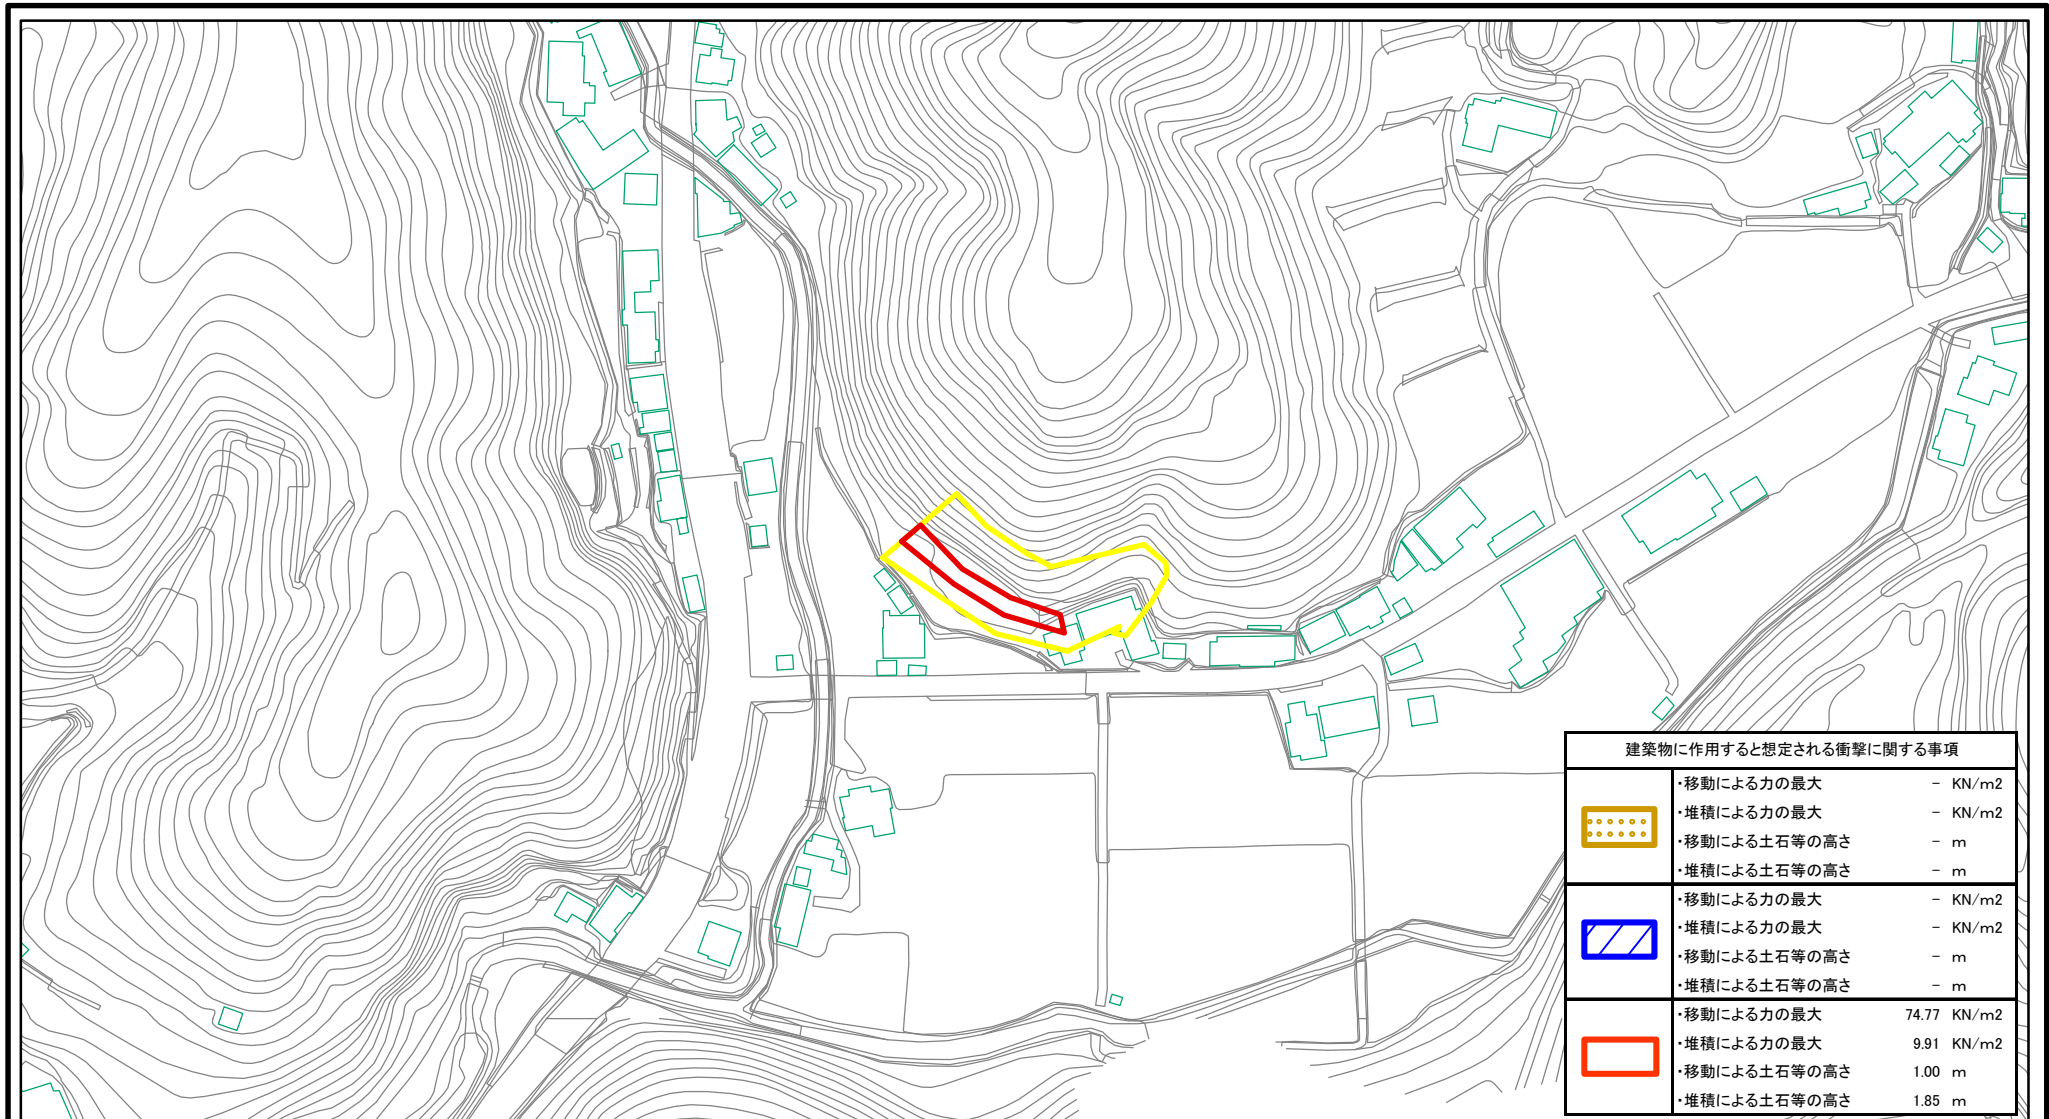 建築物に作用すると想定される衝撃に関する事項
・移動による力の最大 - KN/m2
・堆積による力の最大 - KN/m2
・移動による土石等の高さ - m
・堆積による土石等の高さ - m
・移動による力の最大 - KN/m2
・堆積による力の最大 - KN/m2
・移動による土石等の高さ - m
・堆積による土石等の高さ - m
・移動による力の最大 74.77 KN/m2
・堆積による力の最大 9.91 KN/m2
・移動による土石等の高さ 1.00 m
・堆積による土石等の高さ 1.85 m